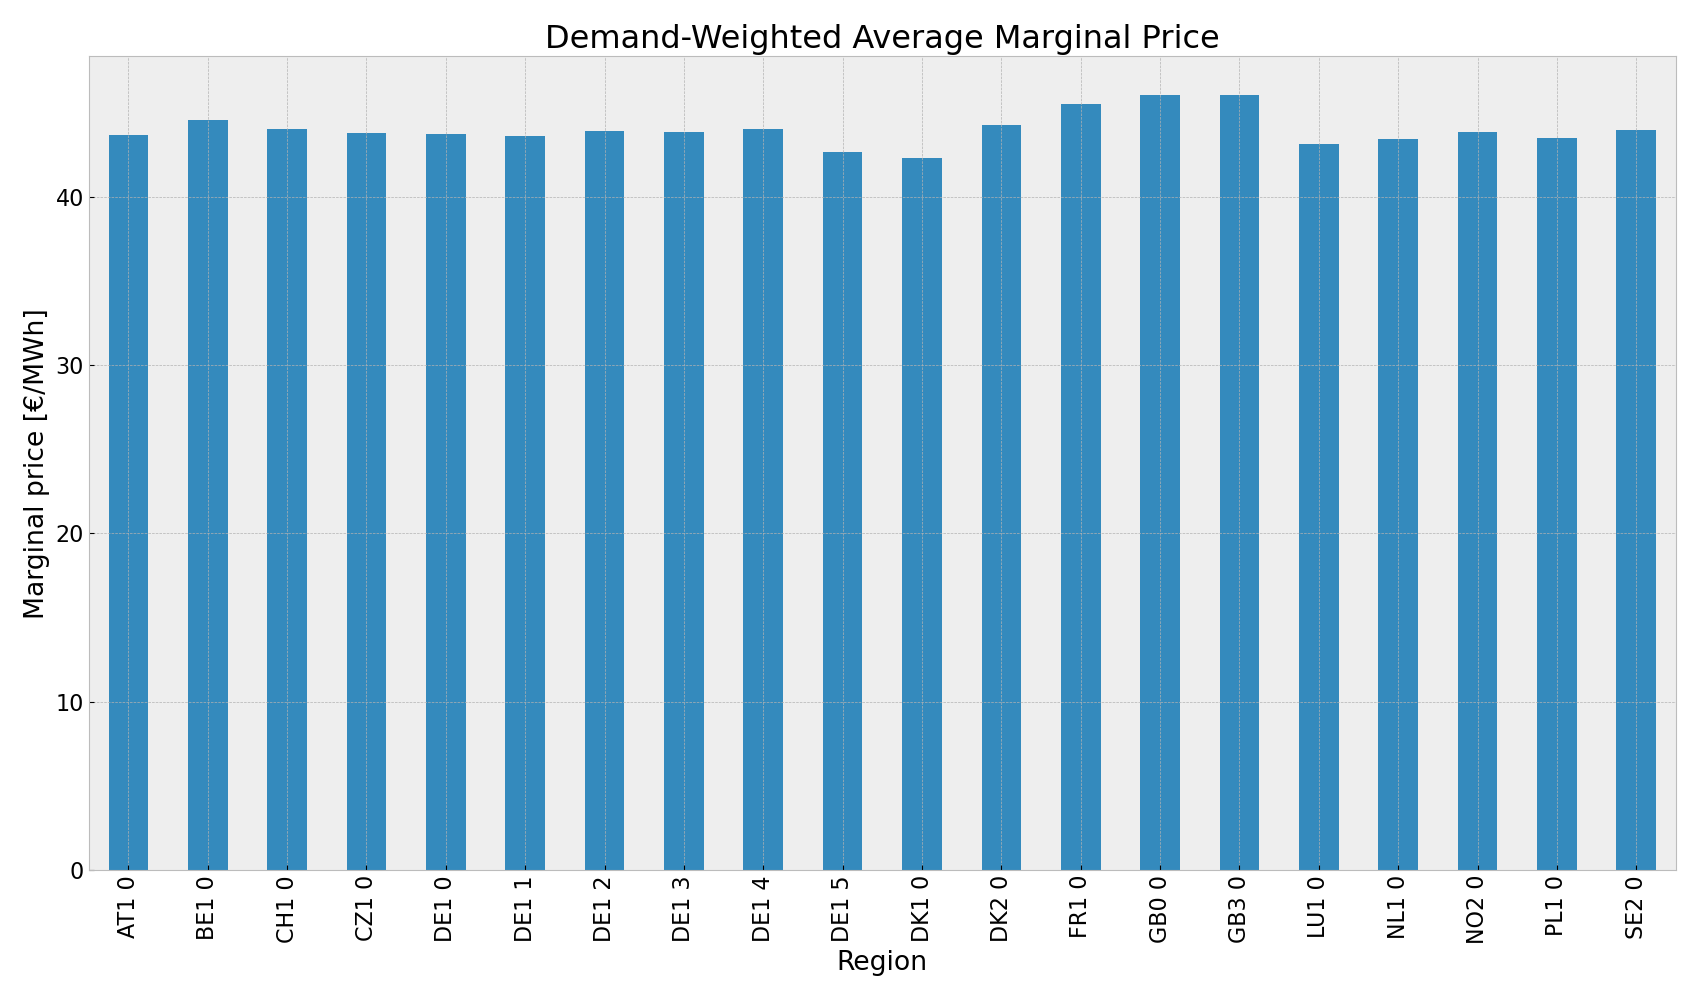 Demand-Weighted Average Marginal Price
Marginal price [€/MWh]
40
30
20
10
0
AT1 0
BE1 0
CH1 0
CZ1 0
DE1 0
DE1 1
DE1 2
DE1 3
DE1 4
DE1 5
DK1 0
DK2 0
FR1 0
GB0 0
GB3 0
LU1 0
NL1 0
NO2 0
PL1 0
SE2 0
Region